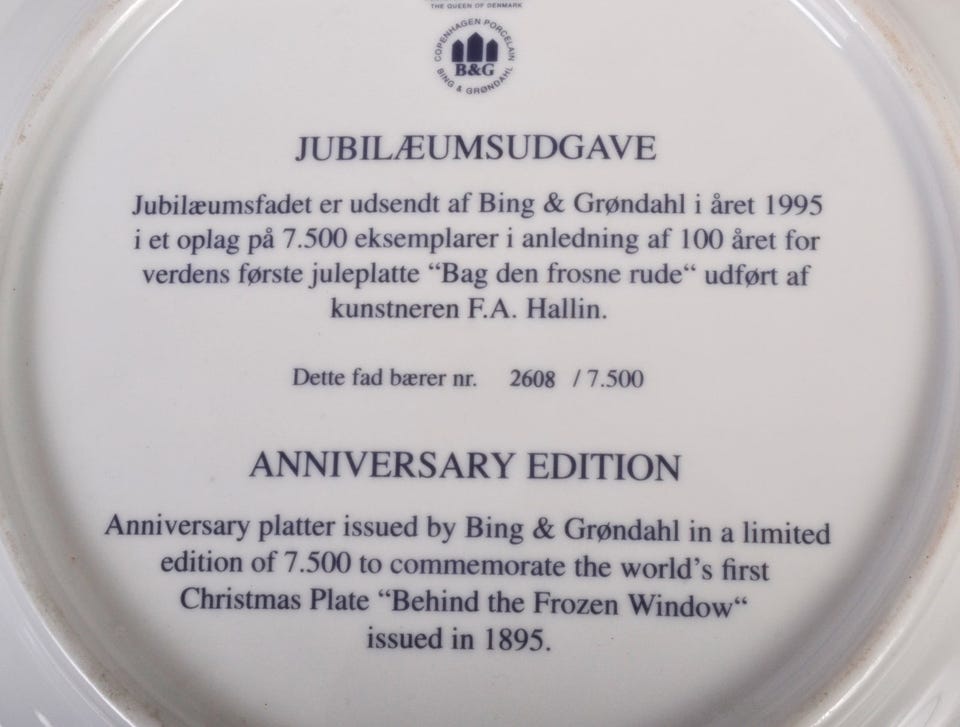 THE QUEEN OF DENMARK
COPENHAGEN PORCELAIN
B&G
BING & GRØNDAHL
JUBILÆUMSUDGAVE
Jubilæumsfadet er udsendt af Bing & Grøndahl i året 1995
i et oplag på 7.500 eksemplarer i anledning af 100 året for
verdens første juleplatte “Bag den frosne rude“ udført af
kunstneren F.A. Hallin.
Dette fad bærer nr. 2608 / 7.500
ANNIVERSARY EDITION
Anniversary platter issued by Bing & Grøndahl in a limited
edition of 7.500 to commemorate the world’s first
Christmas Plate “Behind the Frozen Window“
issued in 1895.